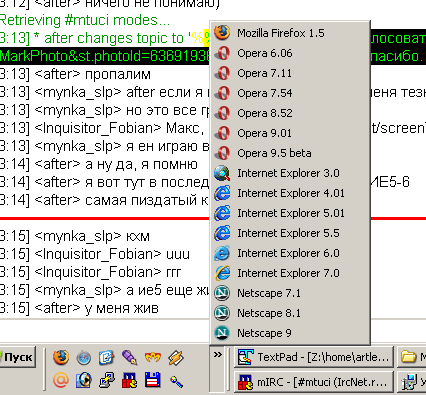 3:12] <after> ничего не понимаю)
Retrieving #mtuci modes...
3:13] * after changes topic to '%
MarkPhoto&st.photoId=6369193
3:13] <after> пропалим
3:13] <mynka_slp> after если я
3:13] <mynka_slp> но это все
3:13] <Inquisitor_Fobian> Макс,
3:13] <mynka_slp> я ен играю в
3:14] <after> а ну да, я помню
3:14] <after> я вот тут в послед ИЕ5-6
3:14] <after> самая пиздатый к
3:15] <mynka_slp> кхм
3:15] <Inquisitor_Fobian> uuu
3:15] <Inquisitor_Fobian> ггг
3:15] <mynka_slp> а ие5 еще жи
3:15] <after> у меня жив
Mozilla Firefox 1.5
Opera 6.06
Opera 7.11
Opera 7.54
Opera 8.52
Opera 9.01
Opera 9.5 beta
Internet Explorer 3.0
Internet Explorer 4.01
Internet Explorer 5.01
Internet Explorer 5.5
Internet Explorer 6.0
Internet Explorer 7.0
Netscape 7.1
Netscape 8.1
Netscape 9
Пуск
»
TextPad - [Z:\home\artle
mIRC - [#mtuci (IrcNet.r...